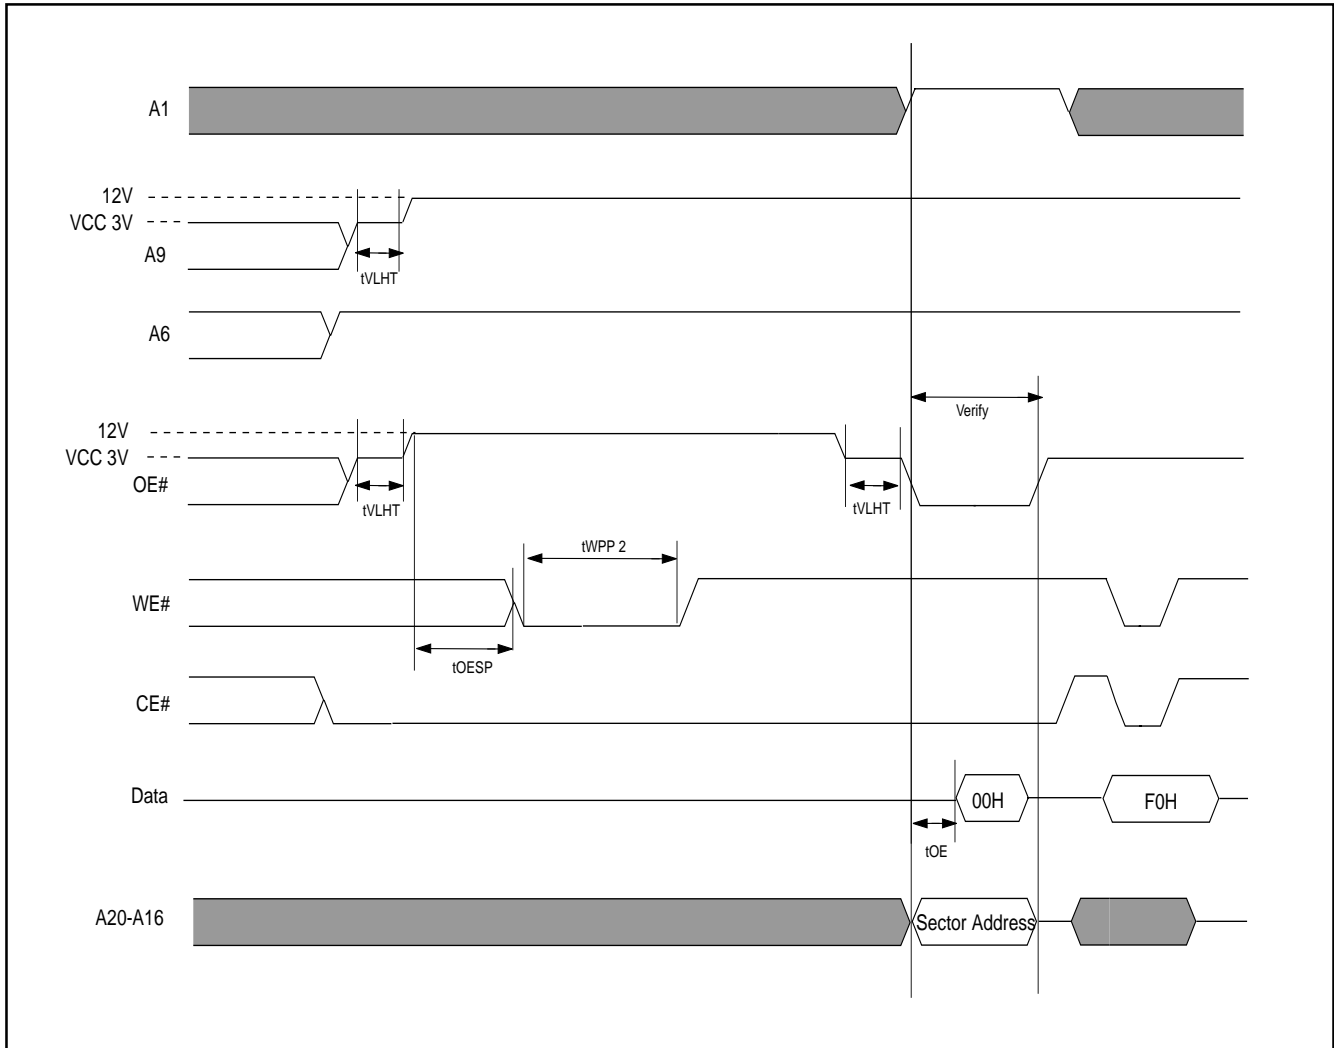 A1
12V
VCC 3V
A9
tVLHT
A6
Verify
12V
VCC 3V
OE#
tVLHT
tVLHT
tWPP 2
WE#
tOESP
CE#
Data
00H
F0H
tOE
A20-A16
Sector Address